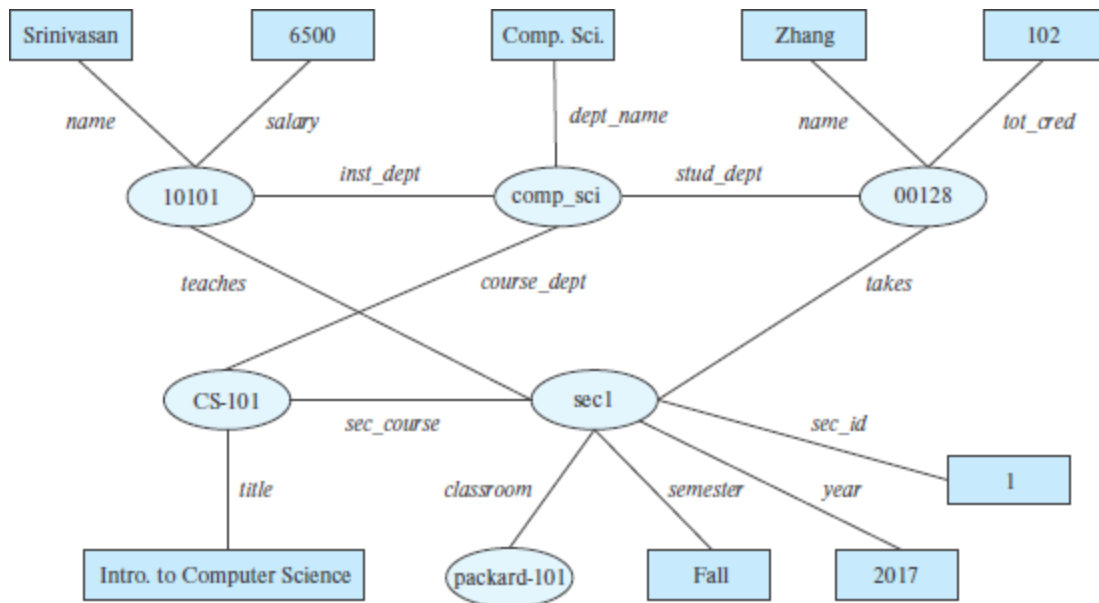 Srinivasan
6500
Comp. Sci.
Zhang
102
name
salary
dept_name
name
tot_cred
inst_dept
stud_dept
10101
comp_sci
00128
teaches
course_dept
takes
CS-101
sec1
sec_course
sec_id
title
classroom
semester
year
1
Intro. to Computer Science
packard-101
Fall
2017